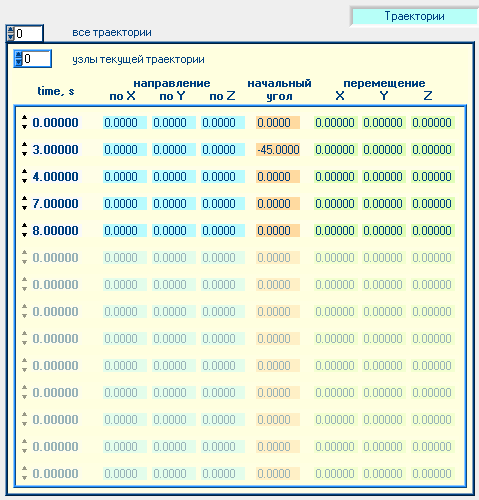 Траектории
0 все траектории
0 узлы текущей траектории
направление начальный перемещение
time, s по X по Y по Z угол X Y Z
0.00000 0.0000 0.0000 0.0000 0.0000 0.00000 0.00000 0.00000
3.00000 0.0000 0.0000 0.0000 -45.0000 0.00000 0.00000 0.00000
4.00000 0.0000 0.0000 0.0000 0.0000 0.00000 0.00000 0.00000
7.00000 0.0000 0.0000 0.0000 0.0000 0.00000 0.00000 0.00000
8.00000 0.0000 0.0000 0.0000 0.0000 0.00000 0.00000 0.00000
0.00000 0.0000 0.0000 0.0000 0.0000 0.00000 0.00000 0.00000
0.00000 0.0000 0.0000 0.0000 0.0000 0.00000 0.00000 0.00000
0.00000 0.0000 0.0000 0.0000 0.0000 0.00000 0.00000 0.00000
0.00000 0.0000 0.0000 0.0000 0.0000 0.00000 0.00000 0.00000
0.00000 0.0000 0.0000 0.0000 0.0000 0.00000 0.00000 0.00000
0.00000 0.0000 0.0000 0.0000 0.0000 0.00000 0.00000 0.00000
0.00000 0.0000 0.0000 0.0000 0.0000 0.00000 0.00000 0.00000
0.00000 0.0000 0.0000 0.0000 0.0000 0.00000 0.00000 0.00000
0.00000 0.0000 0.0000 0.0000 0.0000 0.00000 0.00000 0.00000